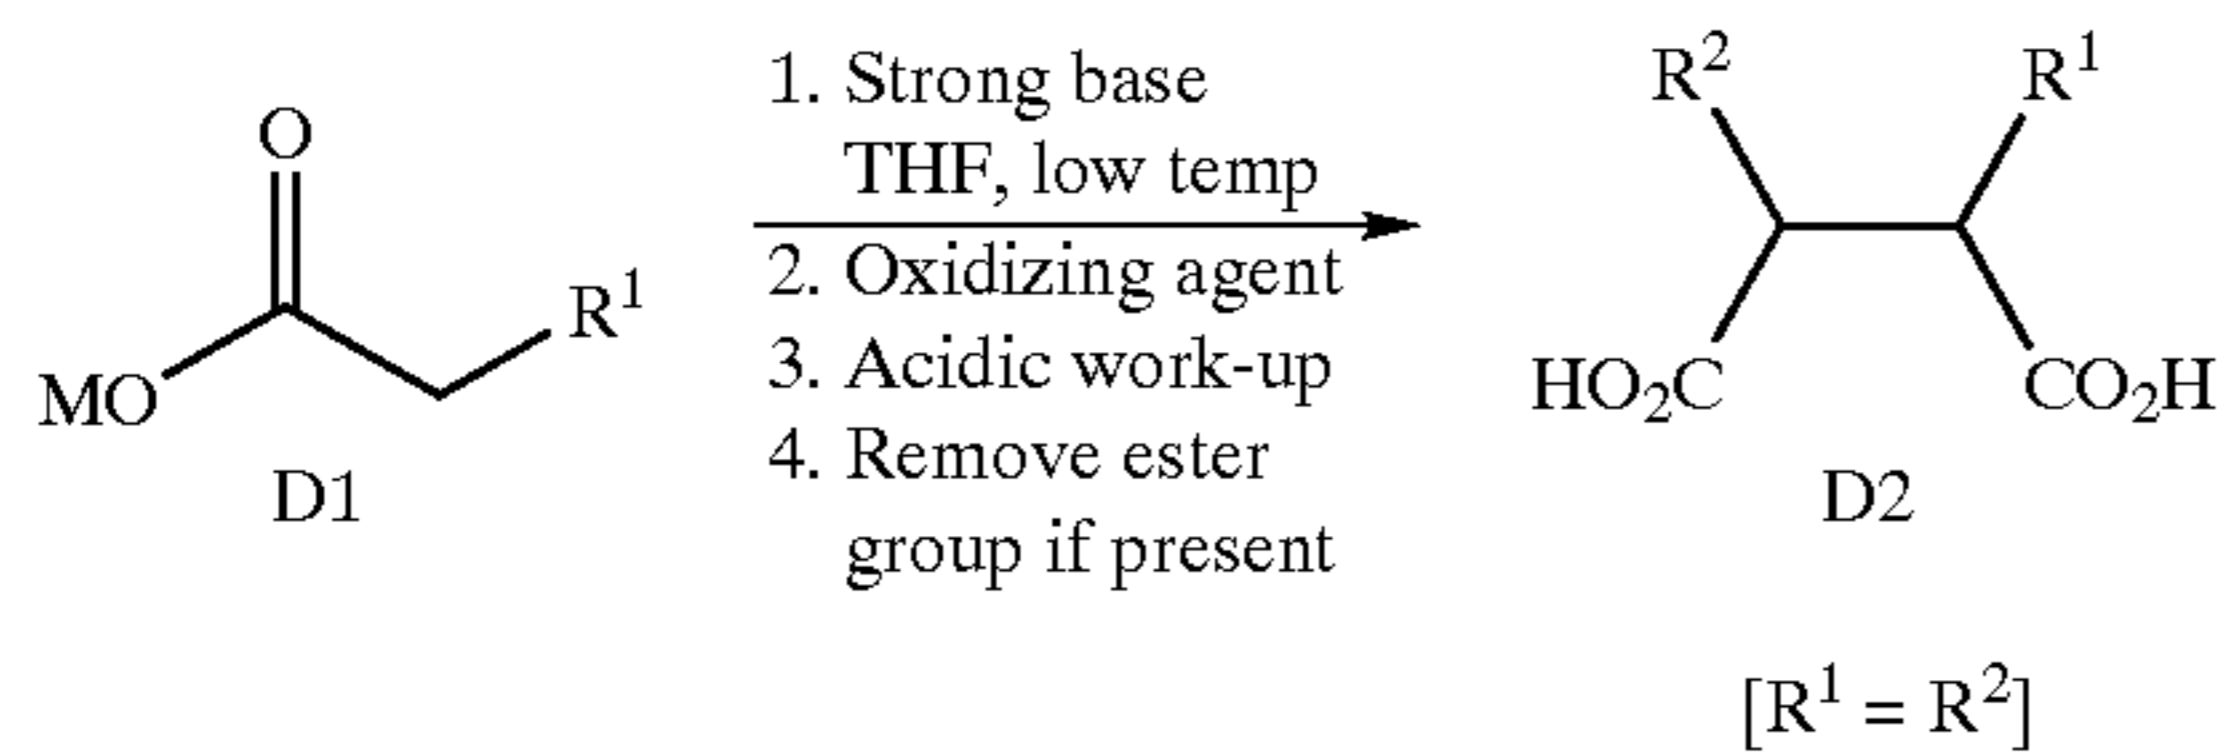 O
MO
R¹
D1
1. Strong base
THF, low temp
2. Oxidizing agent
3. Acidic work-up
4. Remove ester
group if present
R²
R¹
HO₂C
CO₂H
D2
[R¹ = R²]